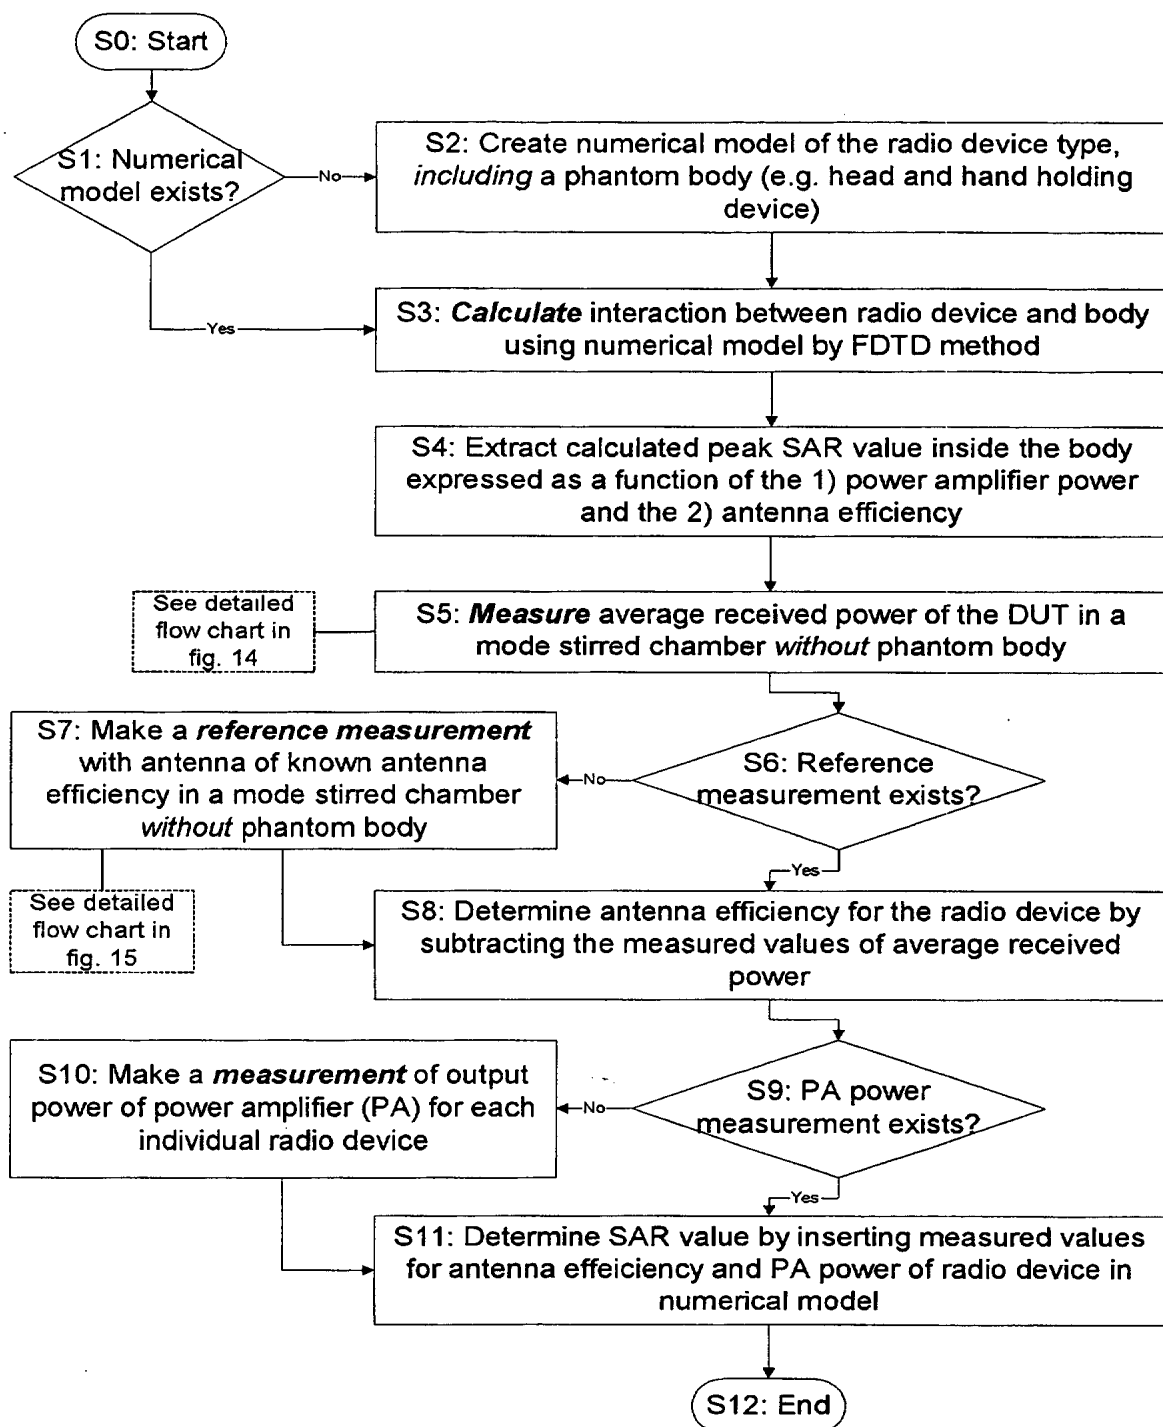 S0: Start
S1: Numerical
model exists?
No
S2: Create numerical model of the radio device type,
including a phantom body (e.g. head and hand holding
device)
Yes
S3: Calculate interaction between radio device and body
using numerical model by FDTD method
S4: Extract calculated peak SAR value inside the body
expressed as a function of the 1) power amplifier power
and the 2) antenna efficiency
See detailed
flow chart in
fig. 14
S5: Measure average received power of the DUT in a
mode stirred chamber without phantom body
S6: Reference
measurement exists?
No
S7: Make a reference measurement
with antenna of known antenna
efficiency in a mode stirred chamber
without phantom body
See detailed
flow chart in
fig. 15
Yes
S8: Determine antenna efficiency for the radio device by
subtracting the measured values of average received
power
S9: PA power
measurement exists?
No
S10: Make a measurement of output
power of power amplifier (PA) for each
individual radio device
Yes
S11: Determine SAR value by inserting measured values
for antenna effeiciency and PA power of radio device in
numerical model
S12: End